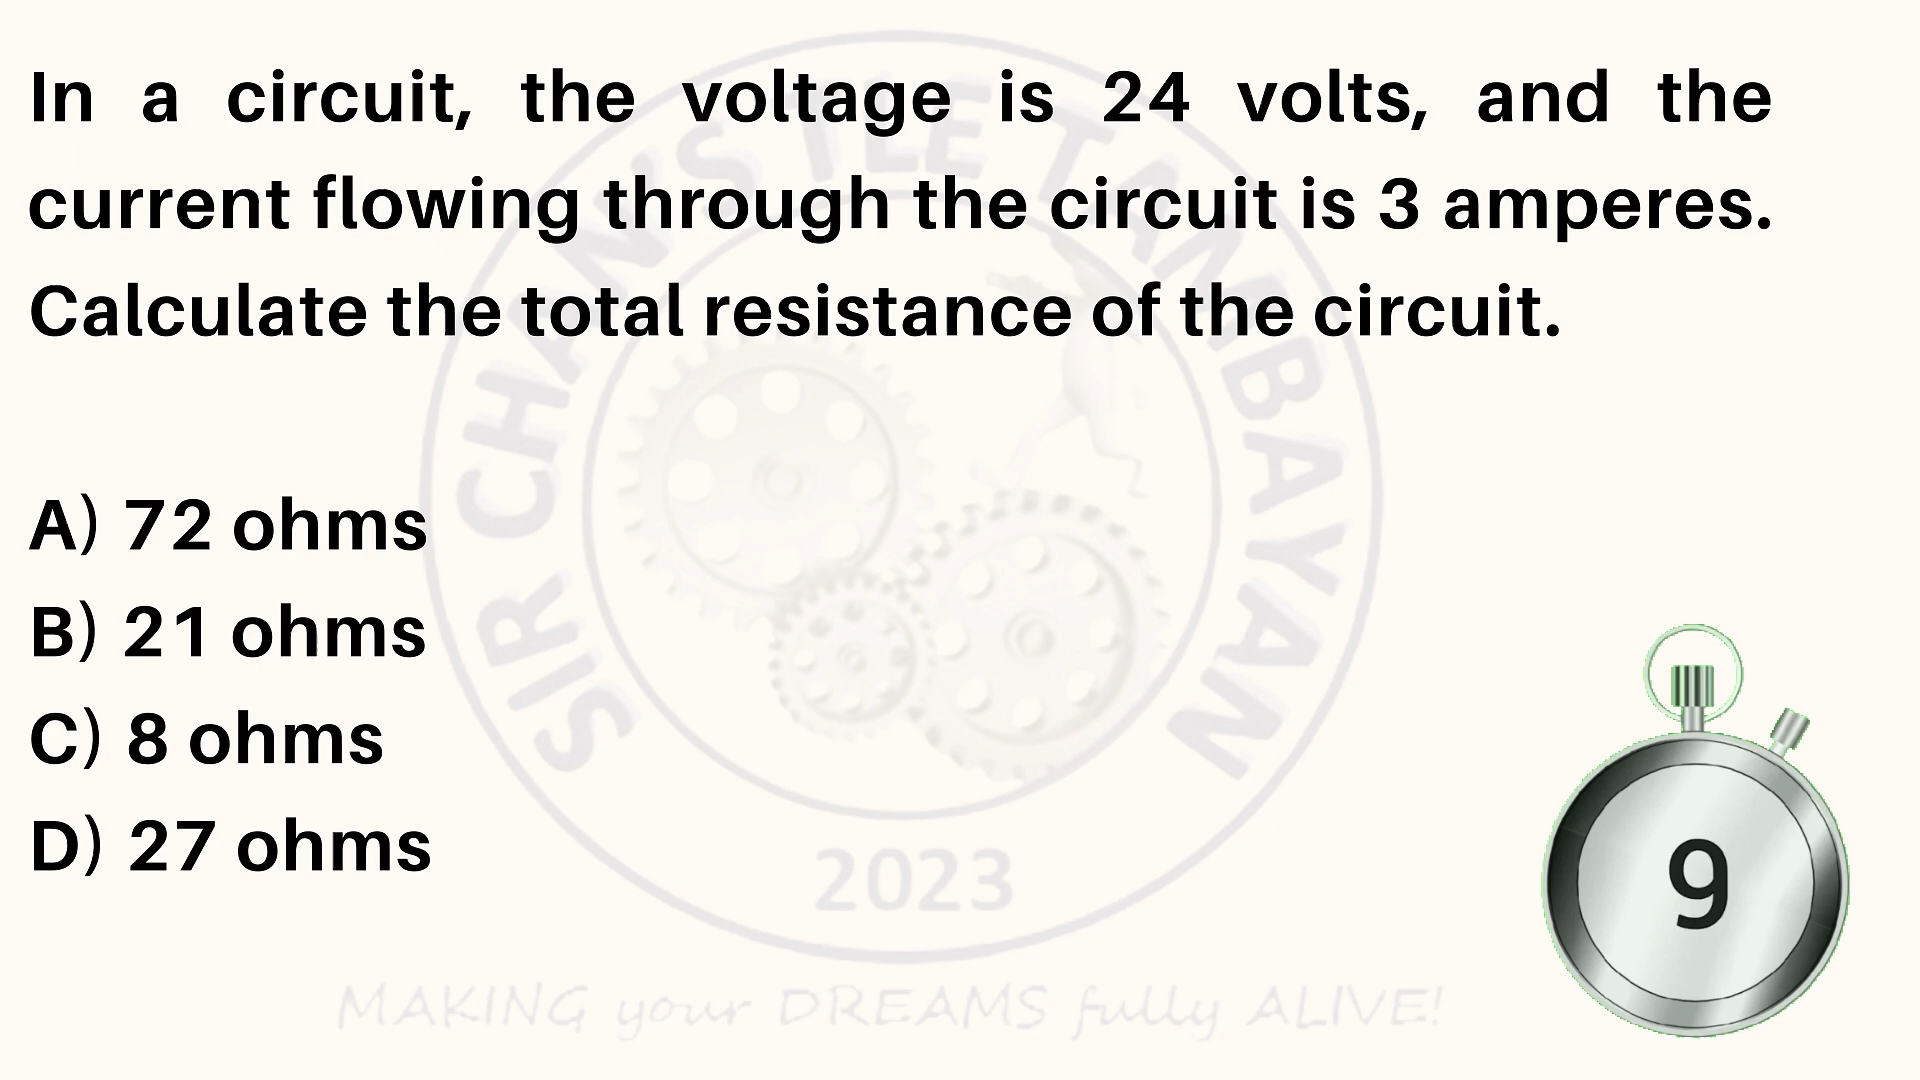 In a circuit, the voltage is 24 volts, and the
current flowing through the circuit is 3 amperes.
Calculate the total resistance of the circuit.
A) 72 ohms
B) 21 ohms
C) 8 ohms
D) 27 ohms
9
SIR CHAN'S TLE TAMBAYAN
2023
MAKING your DREAMS fully ALIVE!